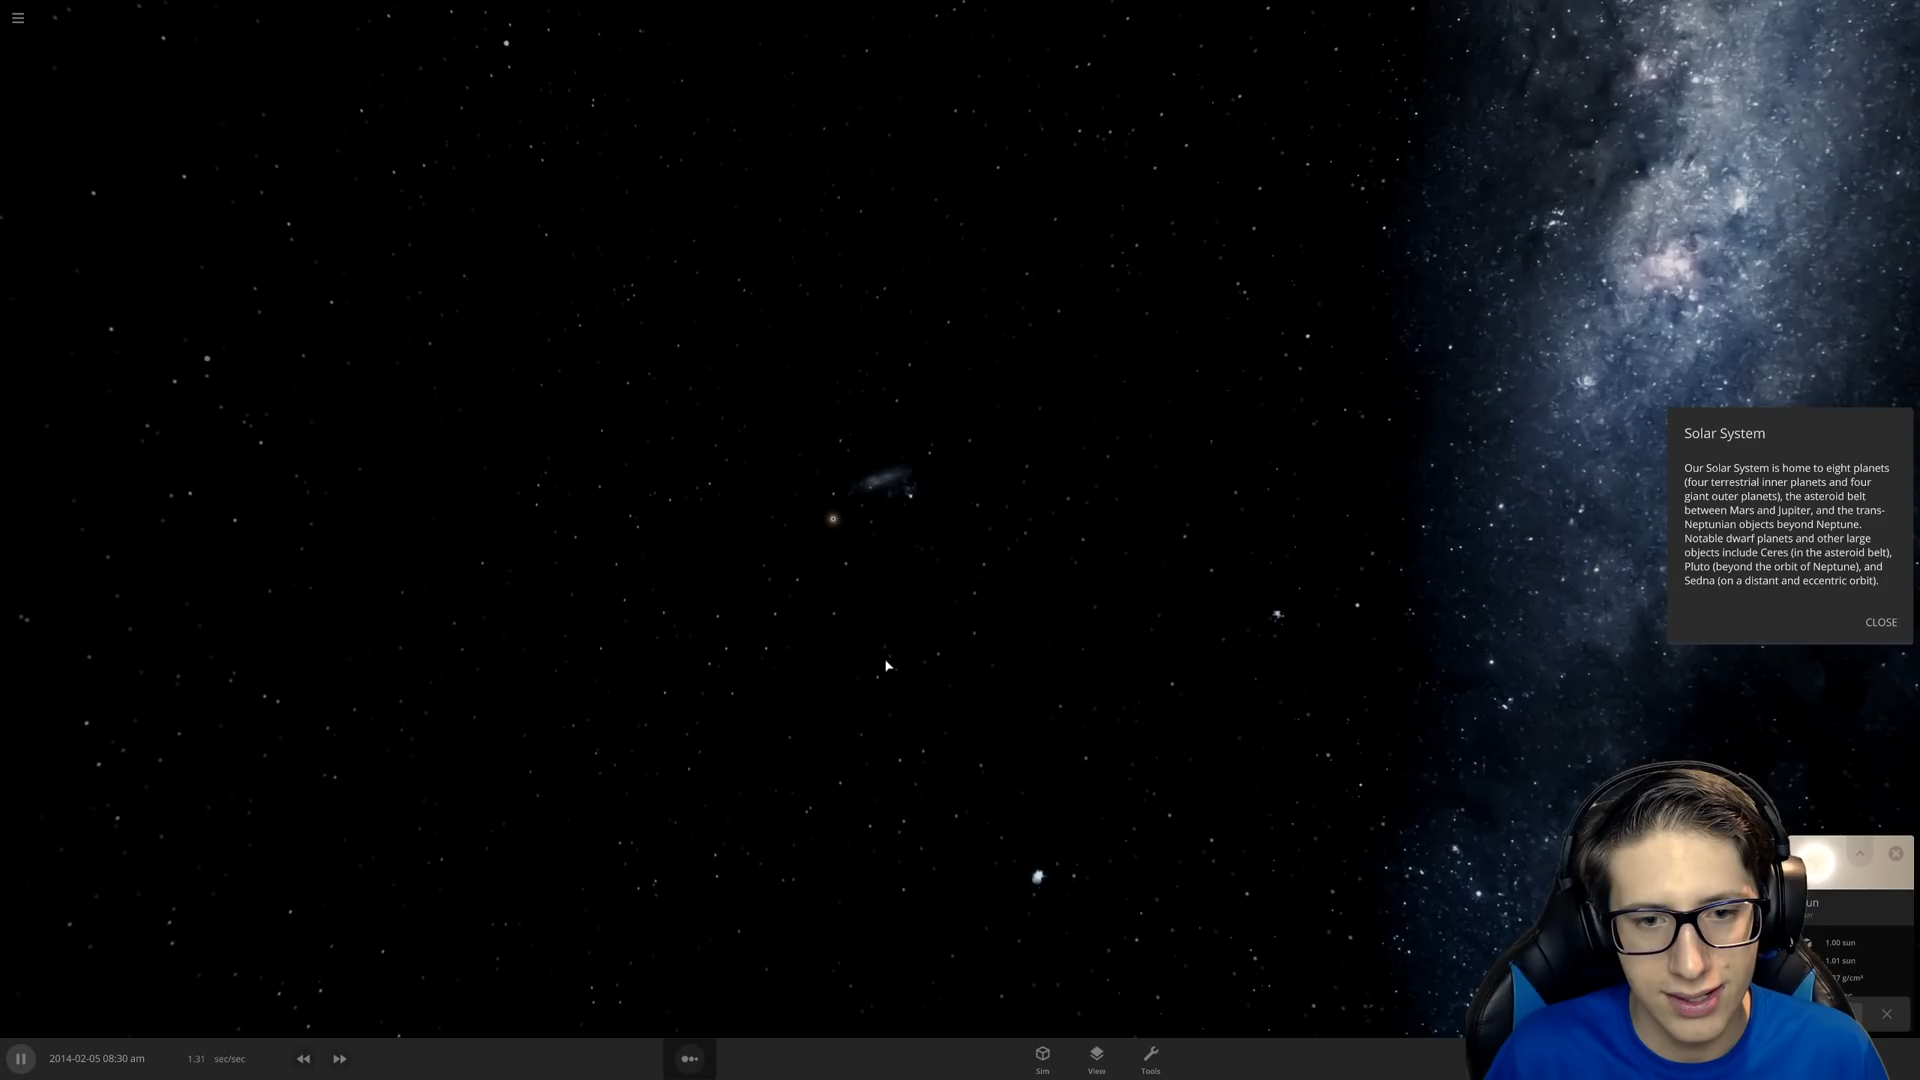 Solar System
Our Solar System is home to eight planets
(four terrestrial inner planets and four
giant outer planets), the asteroid belt
between Mars and Jupiter, and the trans-
Neptunian objects beyond Neptune.
Notable dwarf planets and other large
objects include Ceres (in the asteroid belt),
Pluto (beyond the orbit of Neptune), and
Sedna (on a distant and eccentric orbit).
CLOSE
un
1.00 sun
1.01 sun
g/cm³
2014-02-05 08:30 am
1.31 sec/sec
Sim
View
Tools